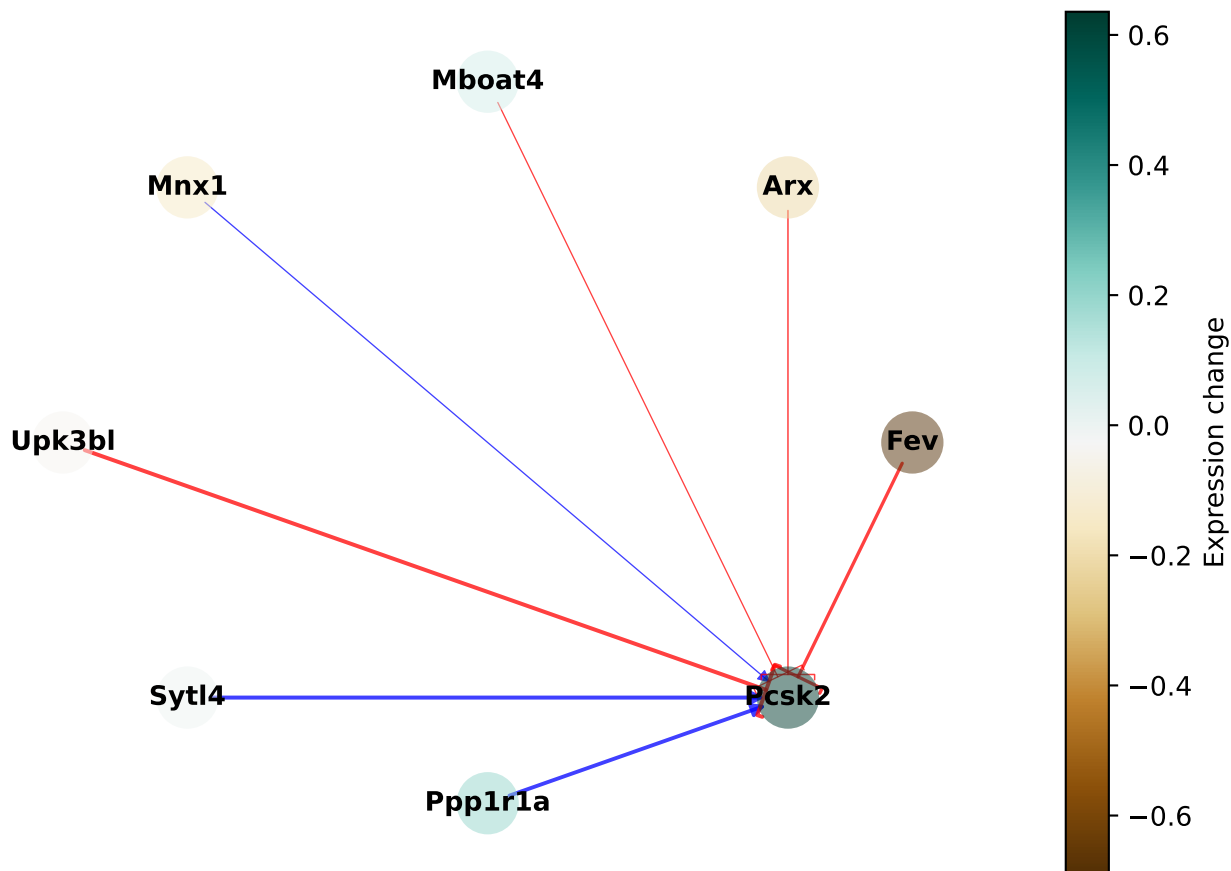 Mboat4
Mnx1
Arx
Upk3bl
Fev
Sytl4
Pcsk2
Ppp1r1a
0.6
0.4
0.2
0.0
−0.2
−0.4
−0.6
Expression change